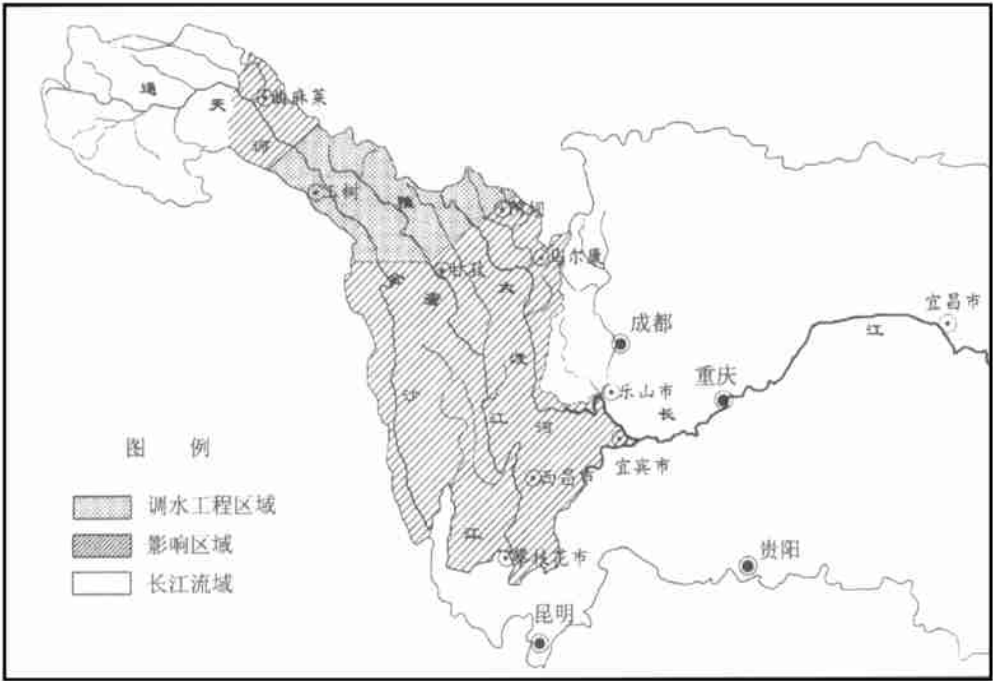 通
天
河
曲麻莱
玉树
雅
阿坝
马尔康
甘孜
金
砻
大
渡
沙
江
河
江
成都
乐山市
重庆
长
江
宜昌市
宜宾市
西昌市
攀枝花市
贵阳
昆明
图 例
调水工程区域
影响区域
长江流域